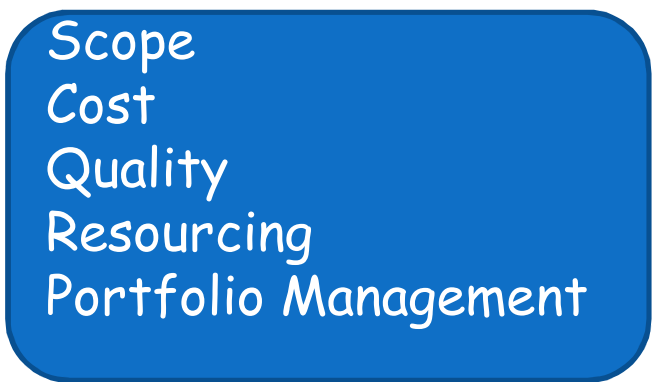 Scope
Cost
Quality
Resourcing
Portfolio Management